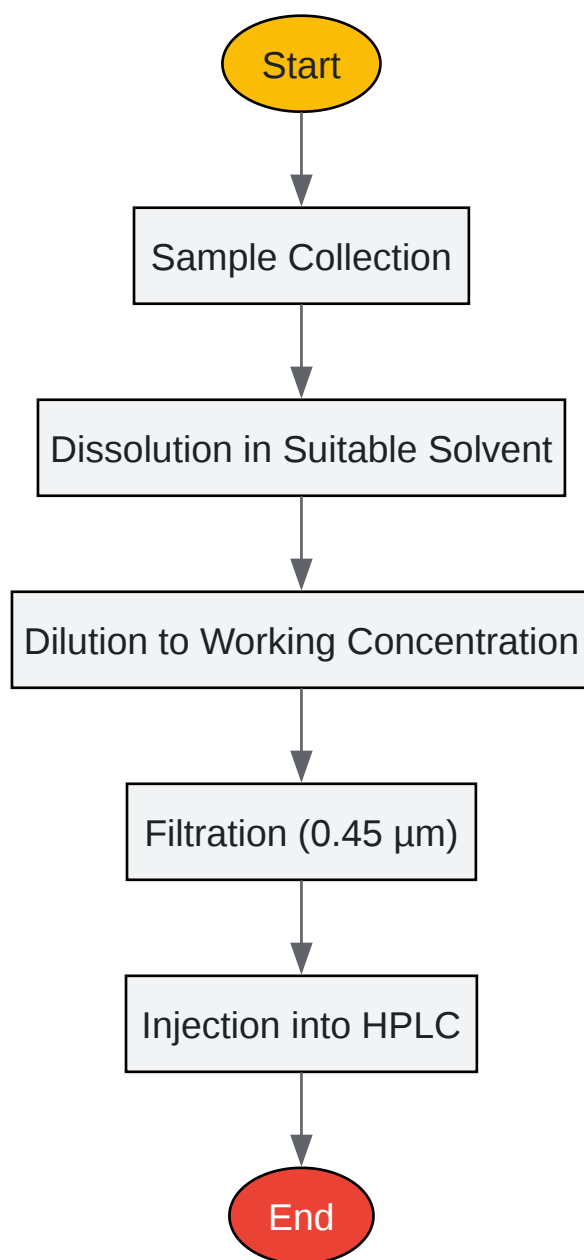 Start
Sample Collection
Dissolution in Suitable Solvent
Dilution to Working Concentration
Filtration (0.45 µm)
Injection into HPLC
End